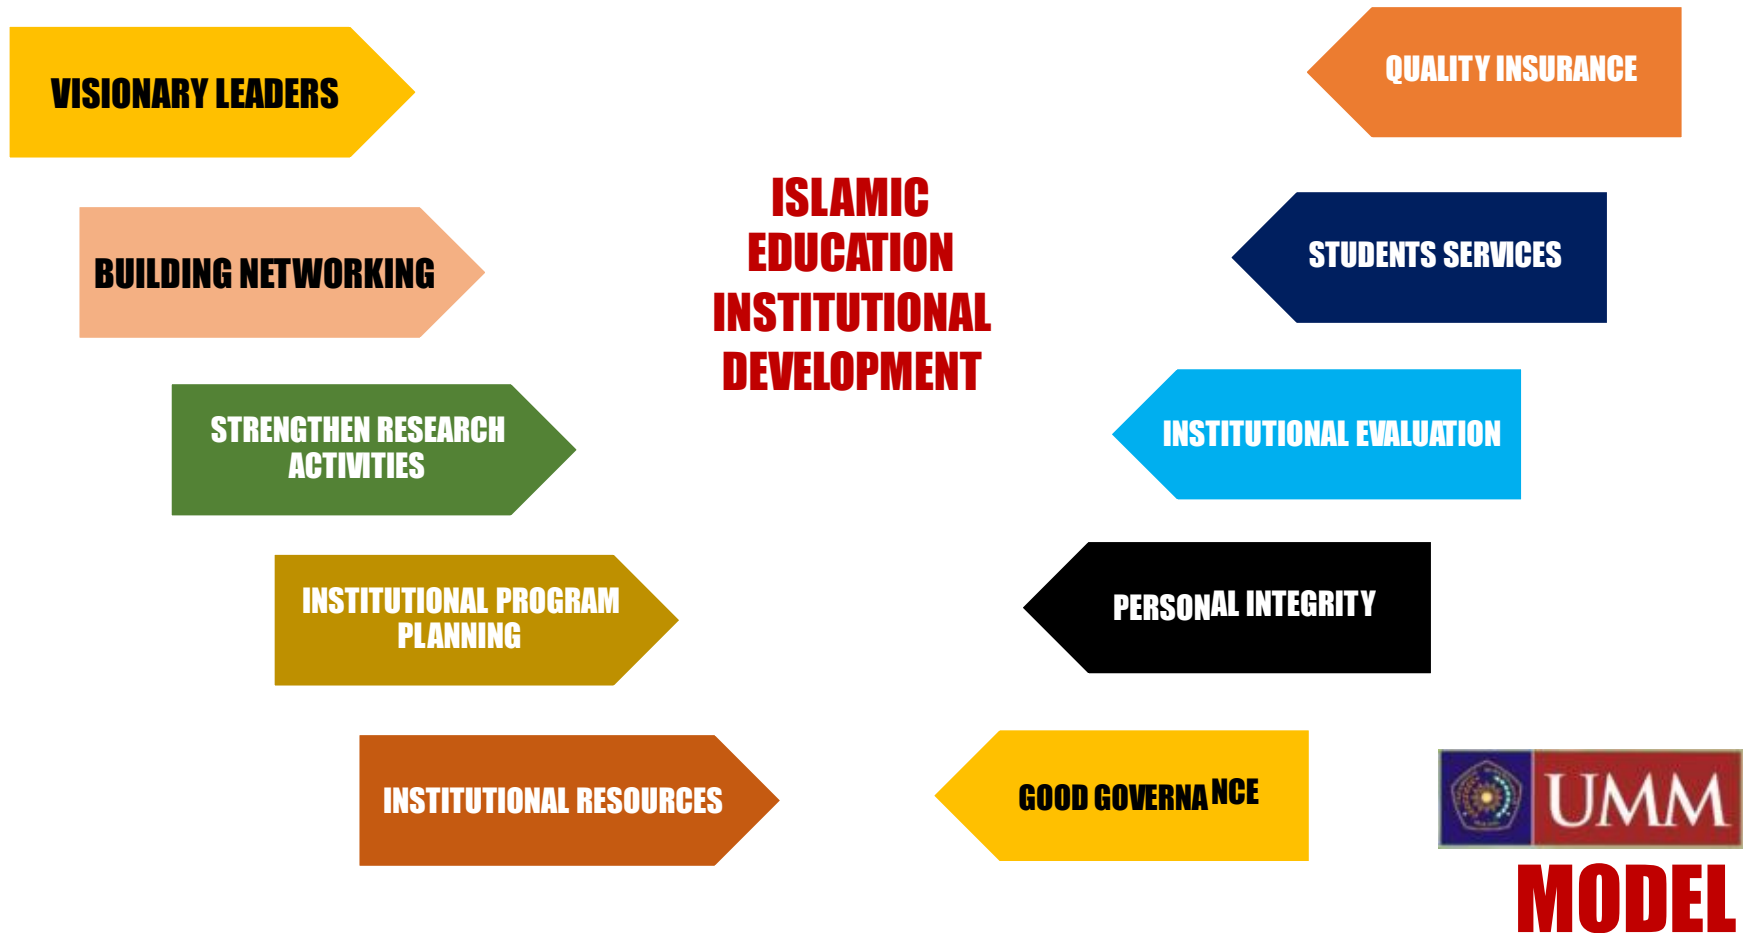 VISIONARY LEADERS
BUILDING NETWORKING
STRENGTHEN RESEARCH
ACTIVITIES
INSTITUTIONAL PROGRAM
PLANNING
INSTITUTIONAL RESOURCES
ISLAMIC
EDUCATION
INSTITUTIONAL
DEVELOPMENT
QUALITY INSURANCE
STUDENTS SERVICES
INSTITUTIONAL EVALUATION
PERSONAL INTEGRITY
GOOD GOVERNANCE
UMM
MODEL